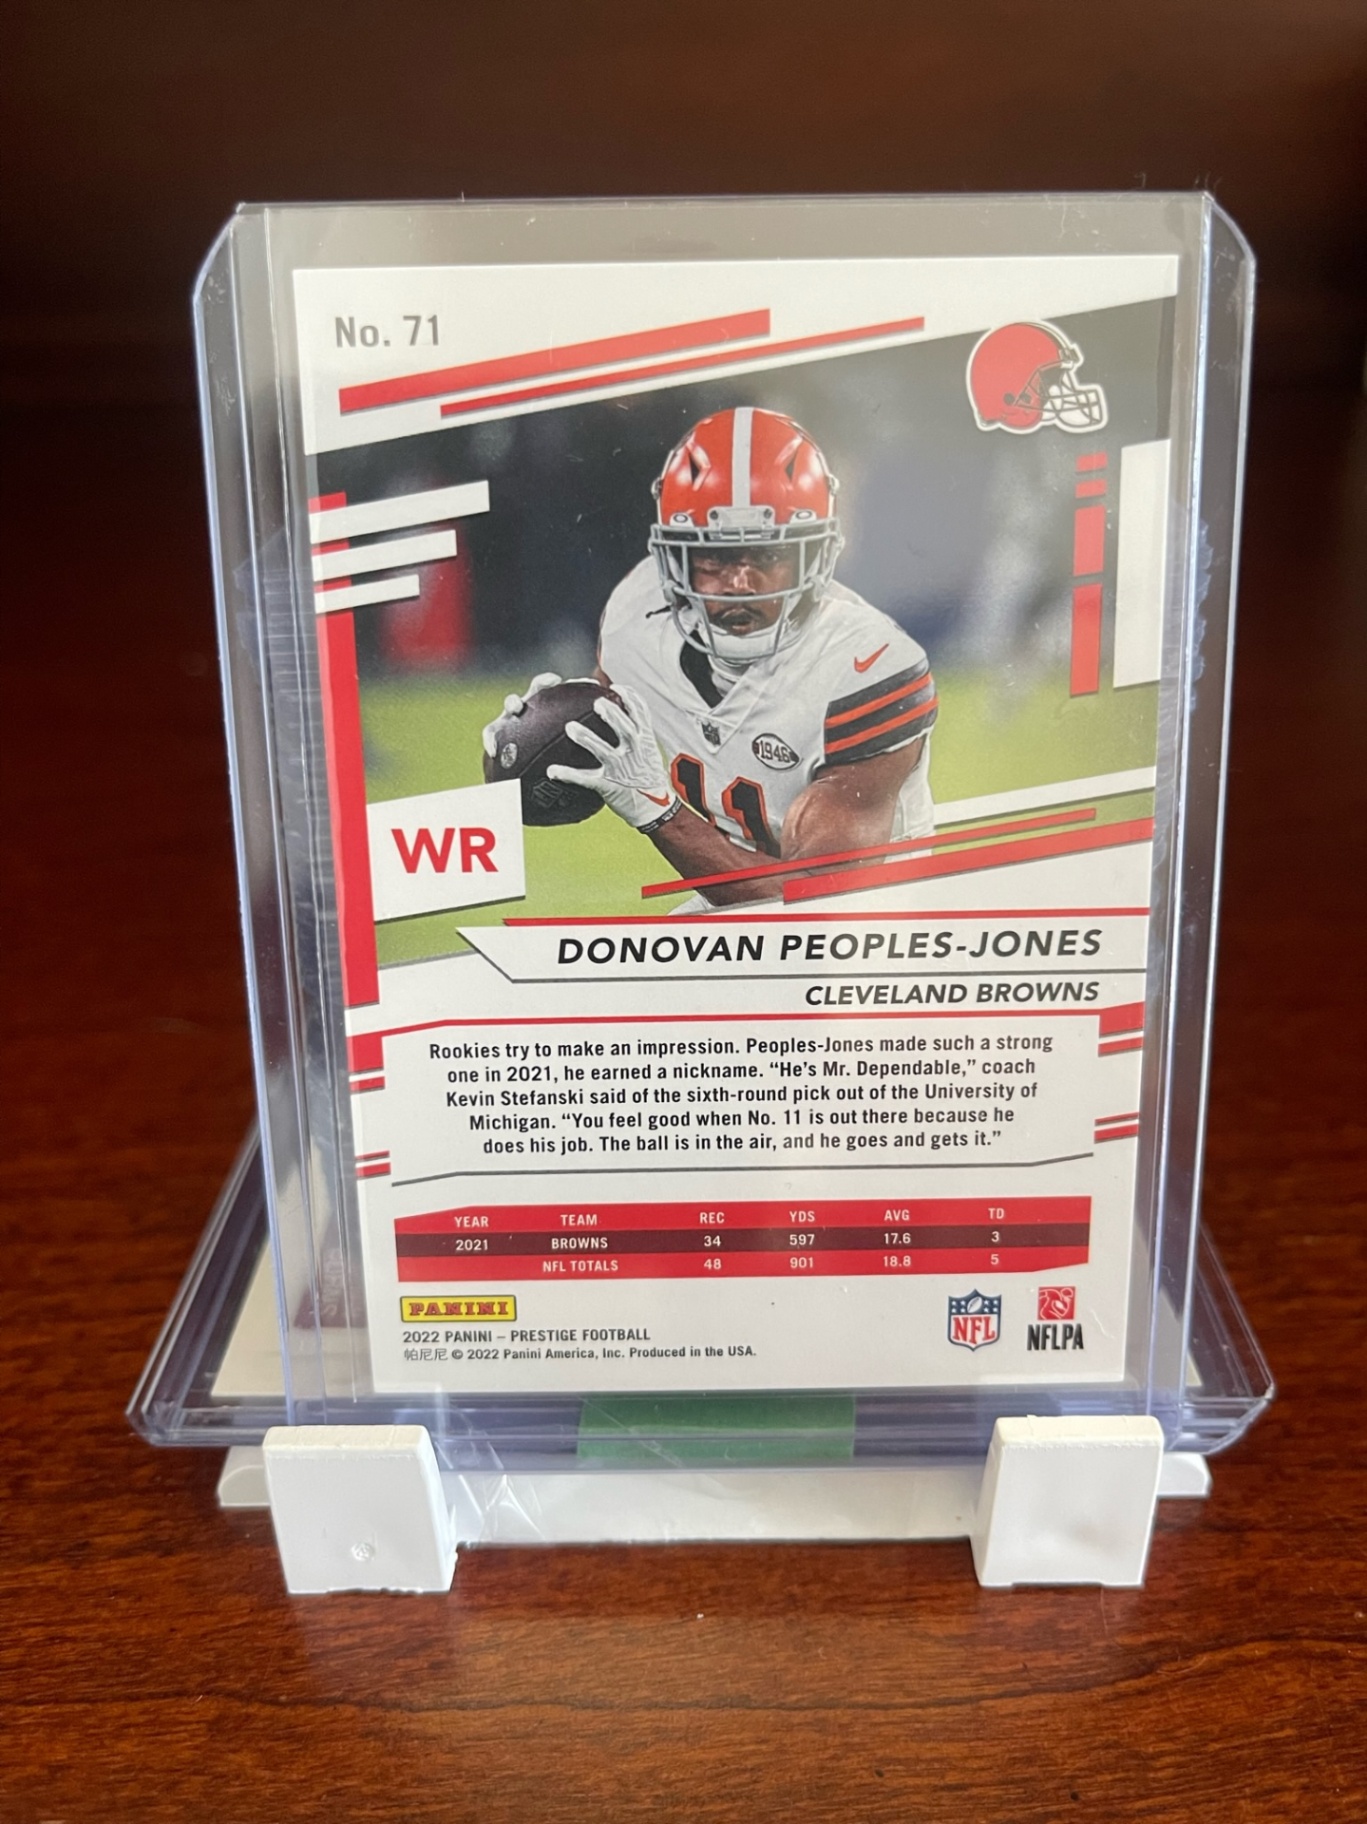 No. 71
1946
11
WR
DONOVAN PEOPLES-JONES
CLEVELAND BROWNS
Rookies try to make an impression. Peoples-Jones made such a strong
one in 2021, he earned a nickname. “He’s Mr. Dependable,” coach
Kevin Stefanski said of the sixth-round pick out of the University of
Michigan. “You feel good when No. 11 is out there because he
does his job. The ball is in the air, and he goes and gets it.”
YEAR TEAM REC YDS AVG TD
2021 BROWNS 34 597 17.6 3
NFL TOTALS 48 901 18.8 5
PANINI
2022 PANINI – PRESTIGE FOOTBALL
帕尼尼 © 2022 Panini America, Inc. Produced in the USA.
NFL
NFLPA